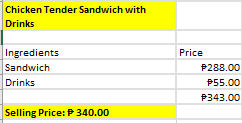 Chicken Tender Sandwich with
Drinks
Ingredients Price
Sandwich ₱288.00
Drinks ₱55.00
₱343.00
Selling Price: ₱ 340.00